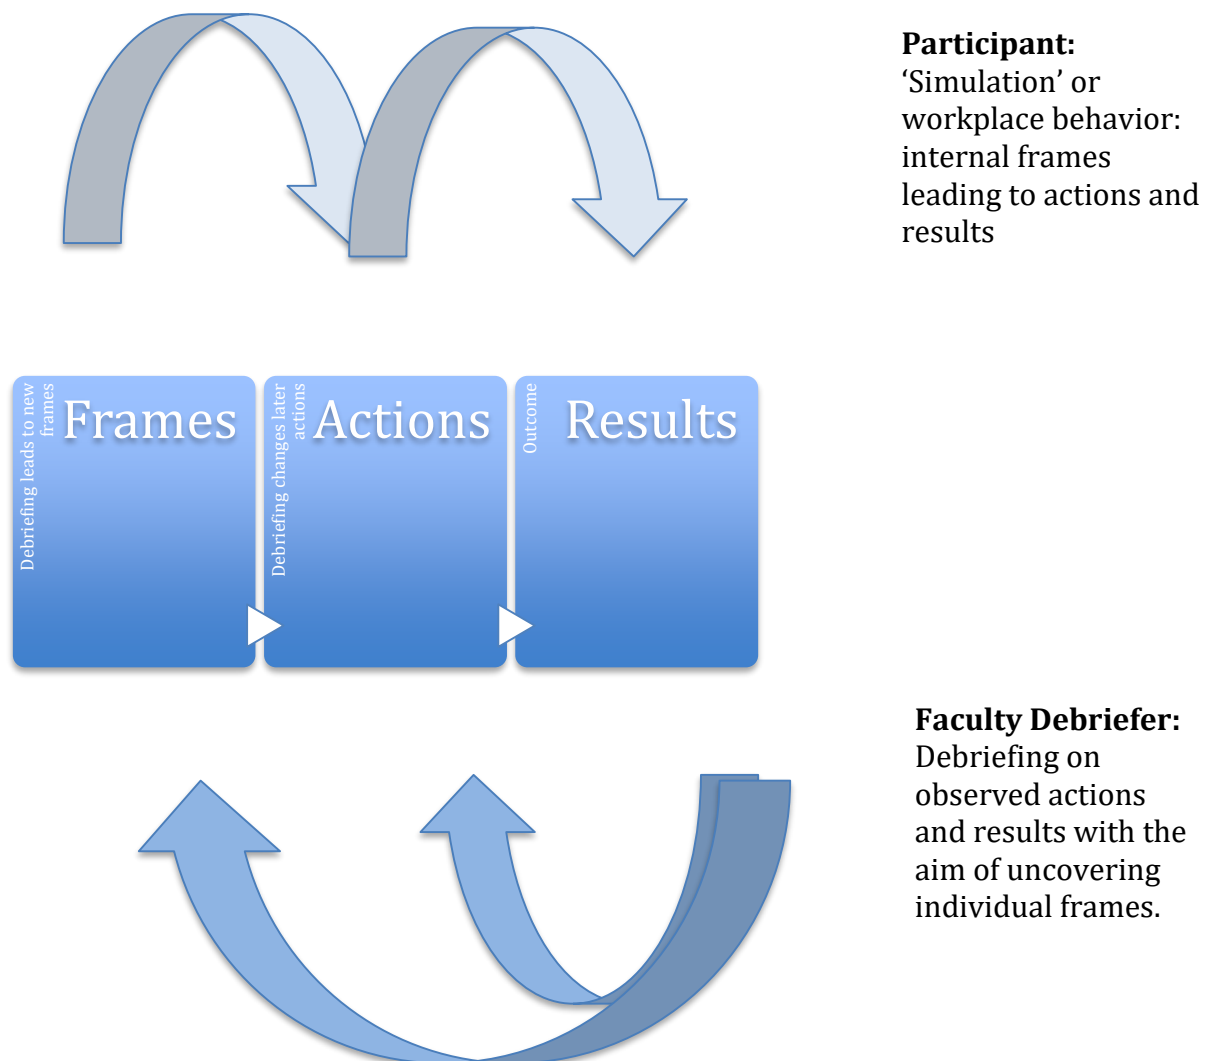 Participant:
‘Simulation’ or
workplace behavior:
internal frames
leading to actions and
results
Debriefing leads to new
frames
Frames
Debriefing changes later
actions
Actions
Outcome
Results
Faculty Debriefer:
Debriefing on
observed actions
and results with the
aim of uncovering
individual frames.